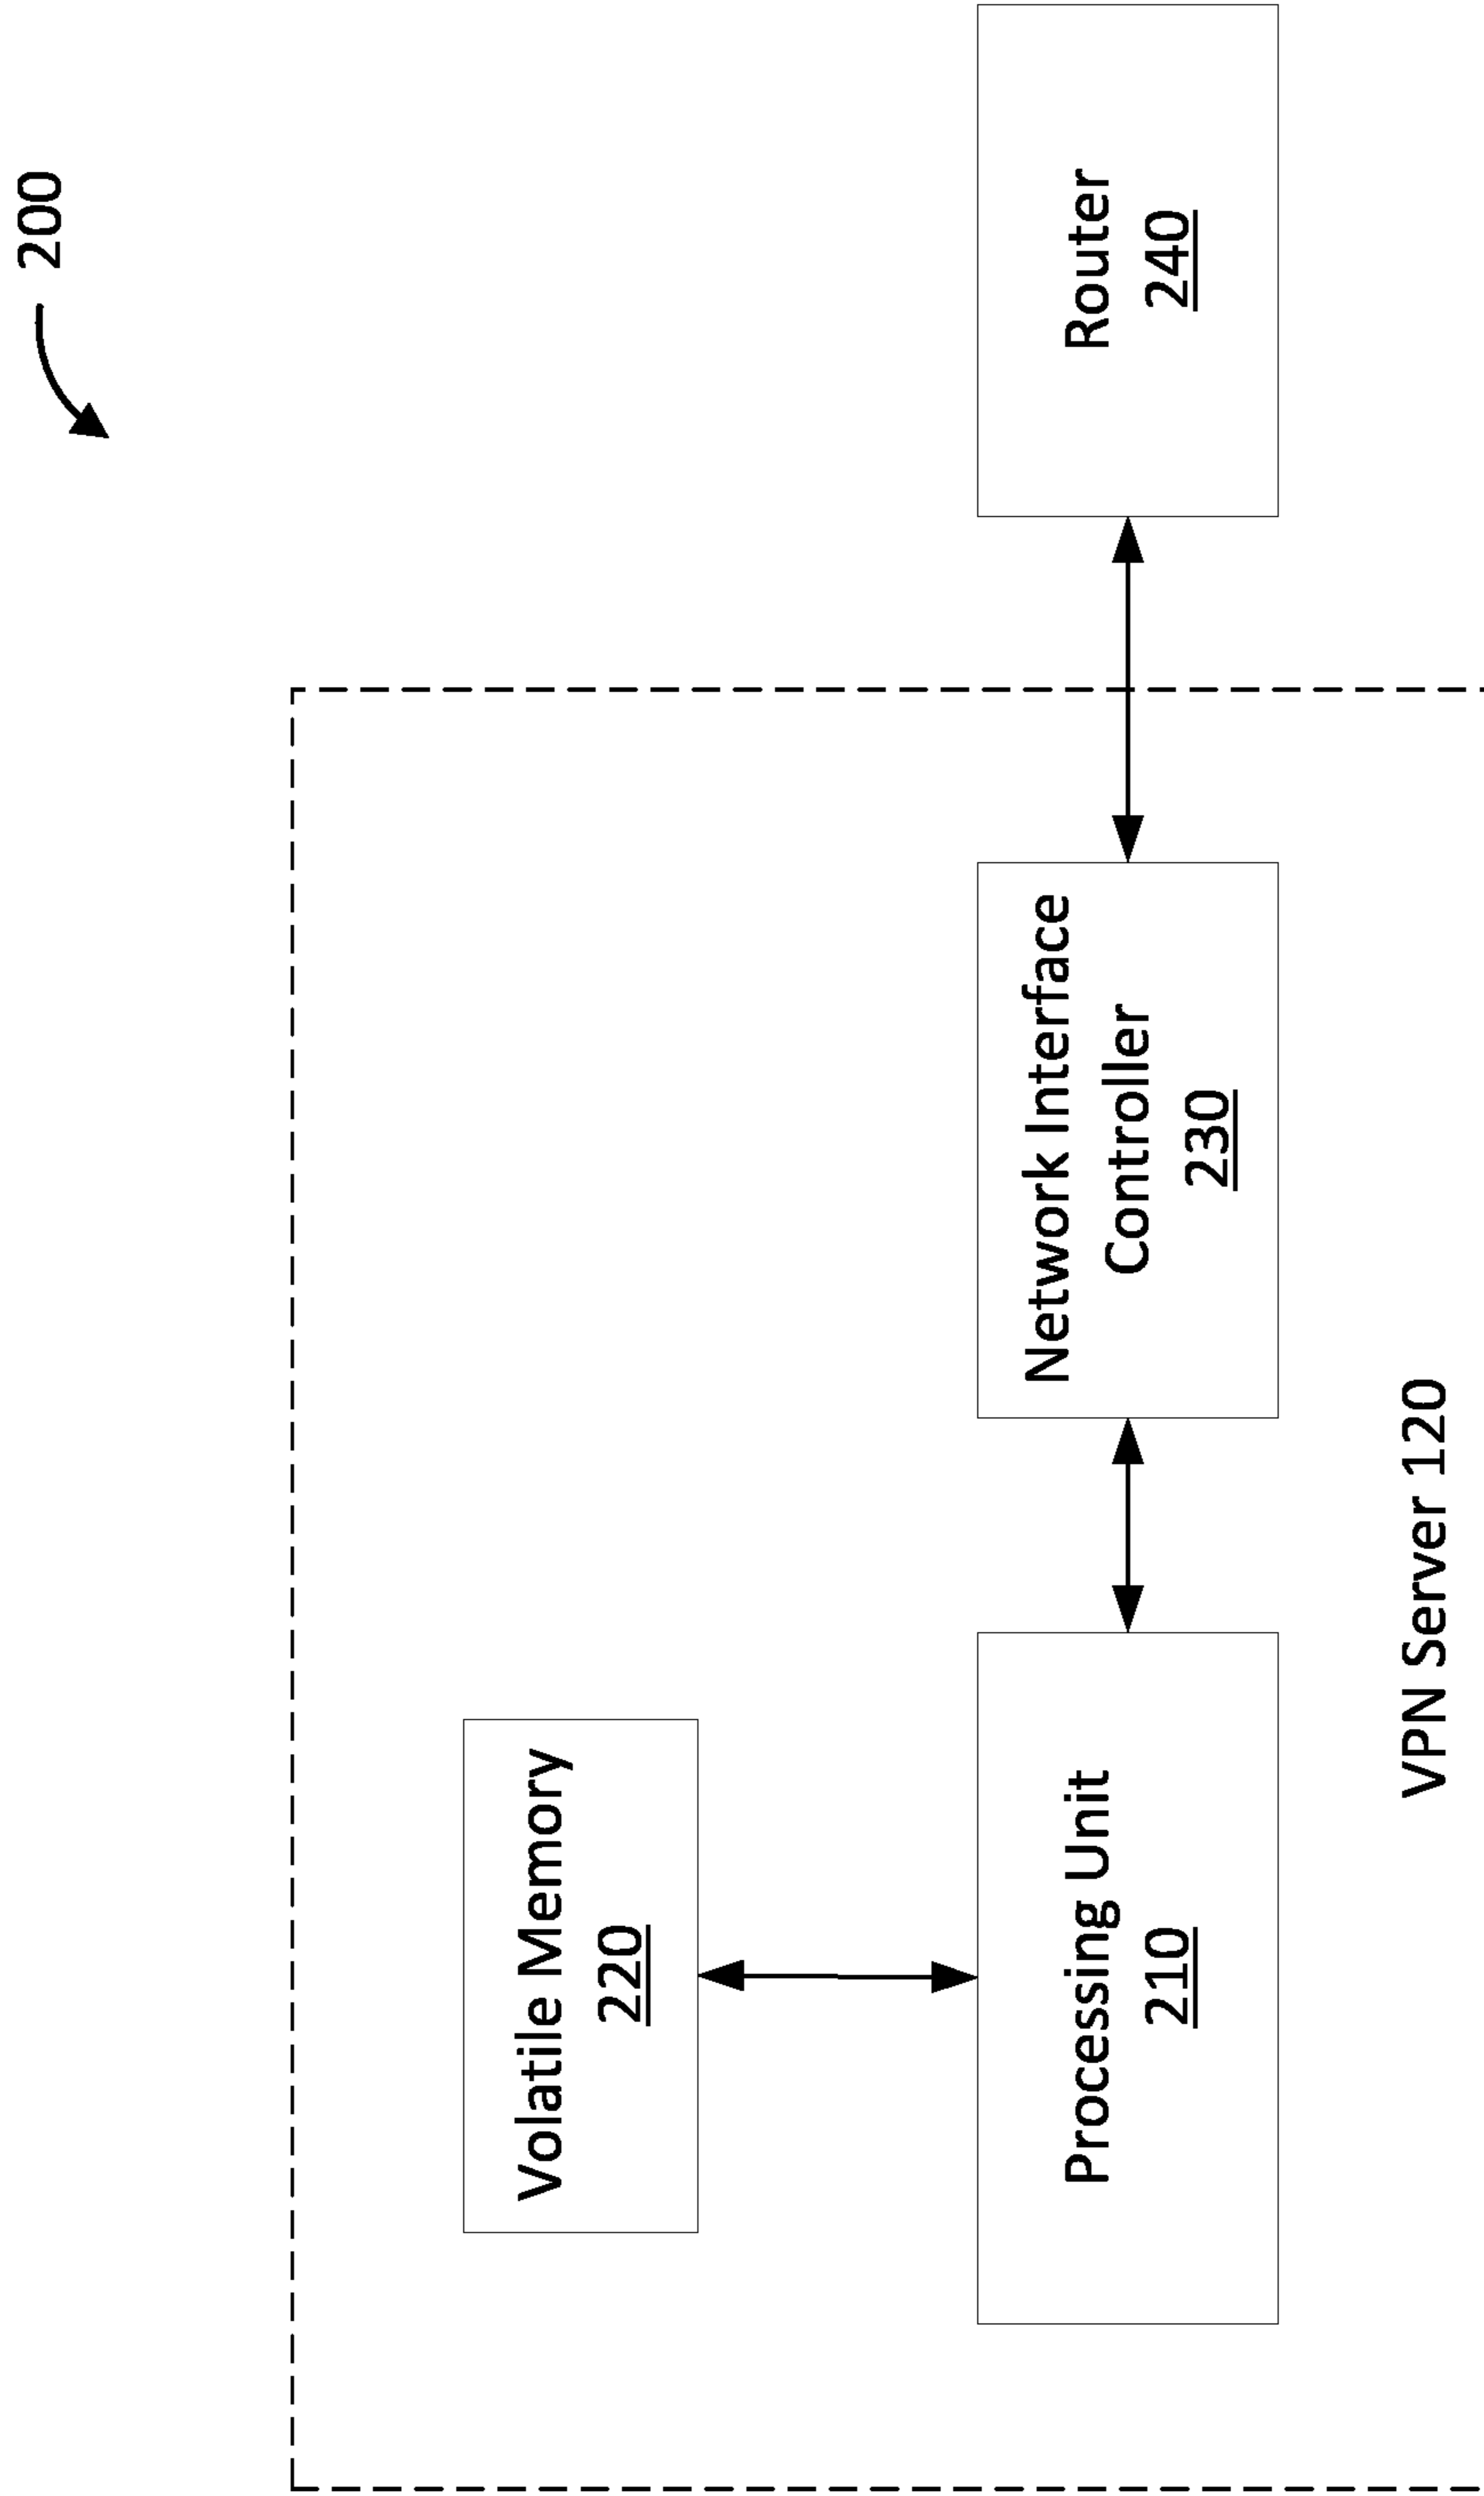 200
Volatile Memory
220
Processing Unit
210
Network Interface
Controller
230
Router
240
VPN Server 120